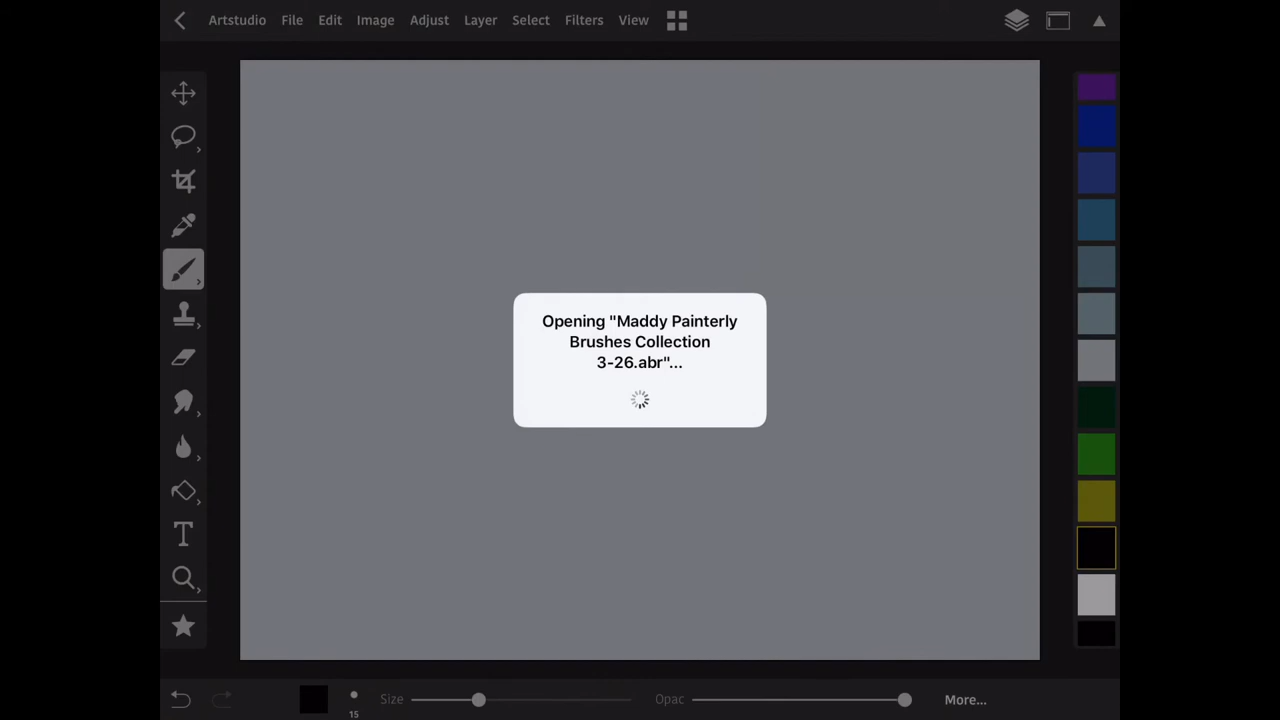 Artstudio File Edit Image Adjust Layer Select Filters View
Opening "Maddy Painterly
Brushes Collection
3-26.abr"...
T
15
Size
Opac
More...